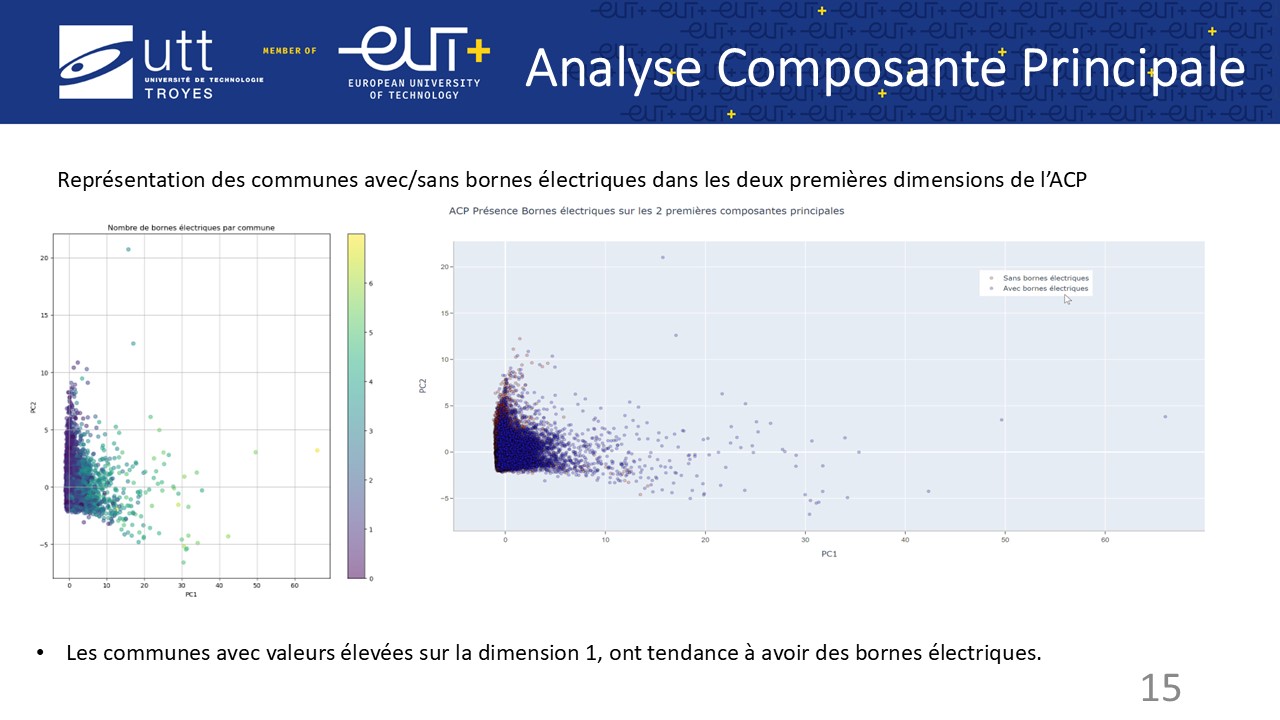 utt
UNIVERSITÉ DE TECHNOLOGIE
TROYES
MEMBER OF
EUT+
EUROPEAN UNIVERSITY
OF TECHNOLOGY
Analyse Composante Principale
Représentation des communes avec/sans bornes électriques dans les deux premières dimensions de l’ACP
Nombre de bornes électriques par commune
20
15
10
5
0
−5
PC2
0
10
20
30
40
50
60
PC1
6
5
4
3
2
1
0
ACP Présence Bornes électriques sur les 2 premières composantes principales
Sans bornes électriques
Avec bornes électriques
20
15
10
5
0
−5
PC2
0
10
20
30
40
50
60
PC1
• Les communes avec valeurs élevées sur la dimension 1, ont tendance à avoir des bornes électriques.
15